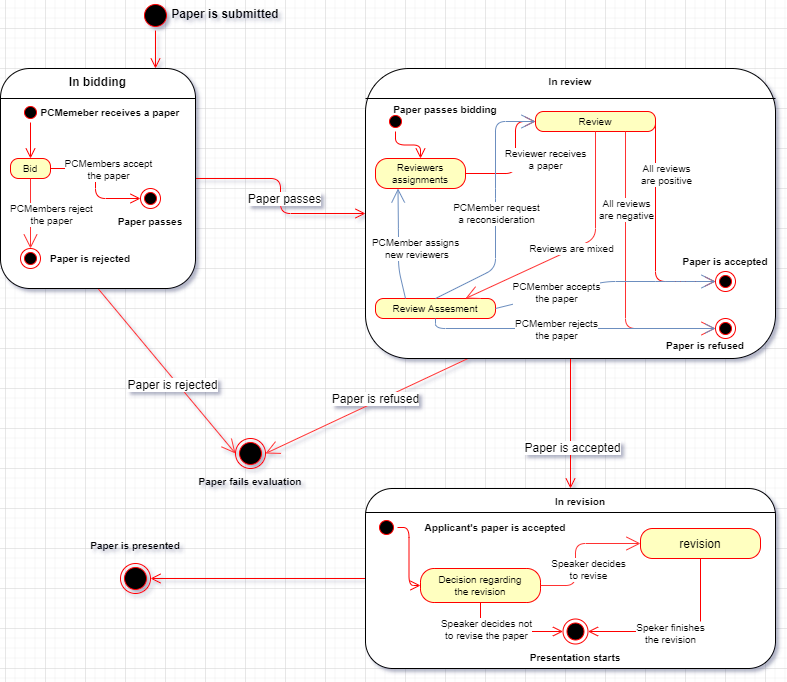 Paper is submitted
In bidding
PCMemeber receives a paper
Bid
PCMembers accept
the paper
PCMembers reject
the paper
Paper passes
Paper is rejected
Paper passes
In review
Paper passes bidding
Review
Reviewers
assignments
Reviewer receives
a paper
All reviews
are positive
PCMember request
a reconsideration
All reviews
are negative
PCMember assigns
new reviewers
Reviews are mixed
Paper is accepted
PCMember accepts
the paper
Review Assesment
PCMember rejects
the paper
Paper is refused
Paper is rejected
Paper is refused
Paper is accepted
Paper fails evaluation
In revision
Applicant's paper is accepted
revision
Paper is presented
Speaker decides
to revise
Decision regarding
the revision
Speaker decides not
to revise the paper
Speker finishes
the revision
Presentation starts